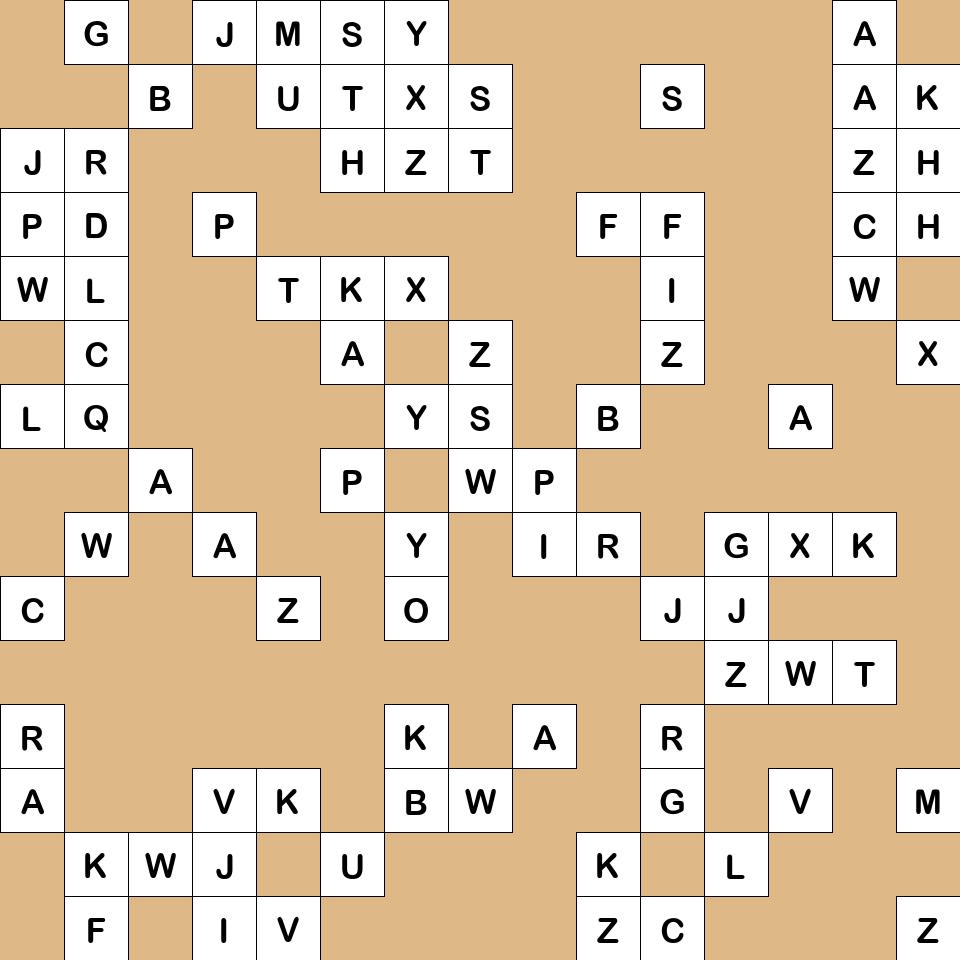 G J M S Y A
B U T X S S A K
J R H Z T Z H
P D P F F C H
W L T K X I W
C A Z Z X
L Q Y S B A
A P W P
W A Y I R G X K
C Z O J J
Z W T
R K A R
A V K B W G V M
K W J U K L
F I V Z C Z